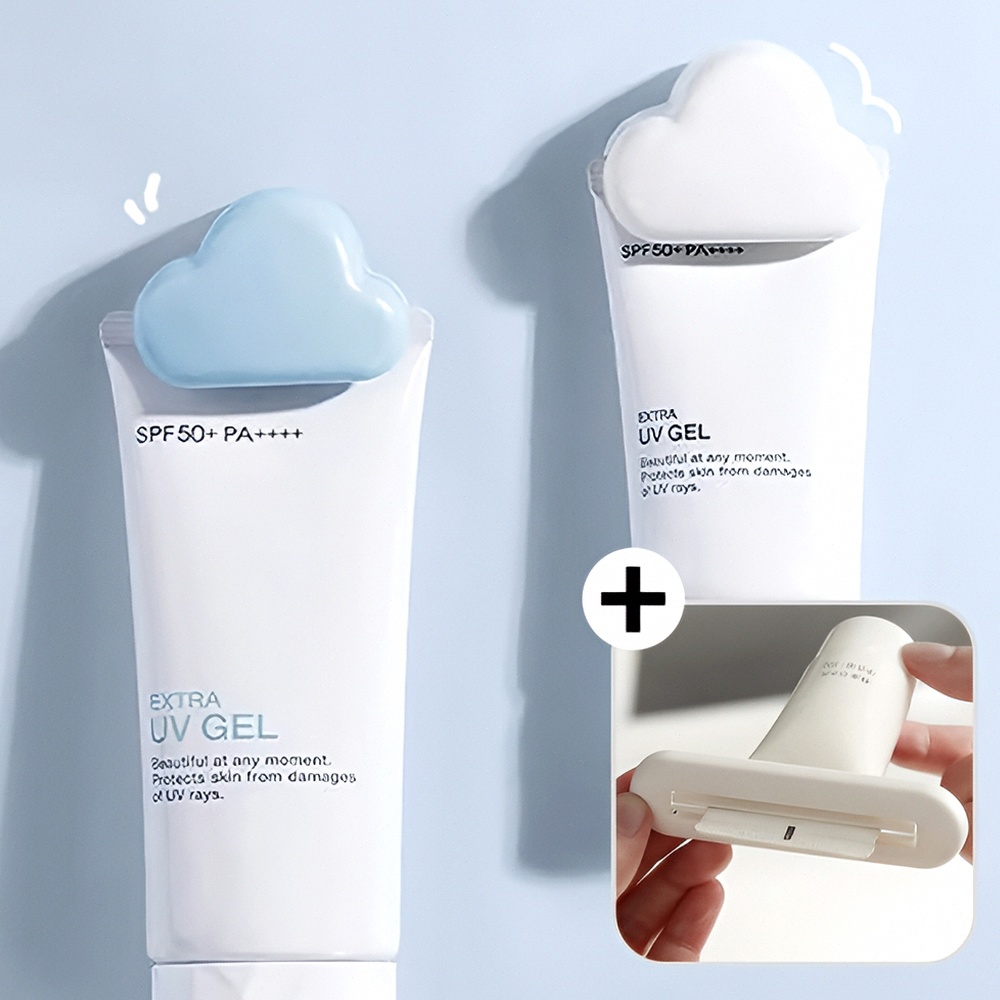 SPF50+ PA++++
EXTRA
UV GEL
Beautiful at any moment.
Protects skin from damages
of UV rays.
SPF50+ PA++++
EXTRA
UV GEL
Beautiful at any moment.
Protects skin from damages
of UV rays.